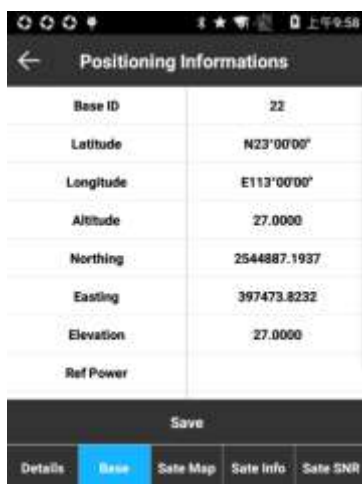 上午9:58
Positioning Informations
Base ID 22
Latitude N23°00'00"
Longitude E113°00'00"
Altitude 27.0000
Northing 2544887.1937
Easting 397473.8232
Elevation 27.0000
Ref Power
Save
Details Base Sate Map Sate Info Sate SNR